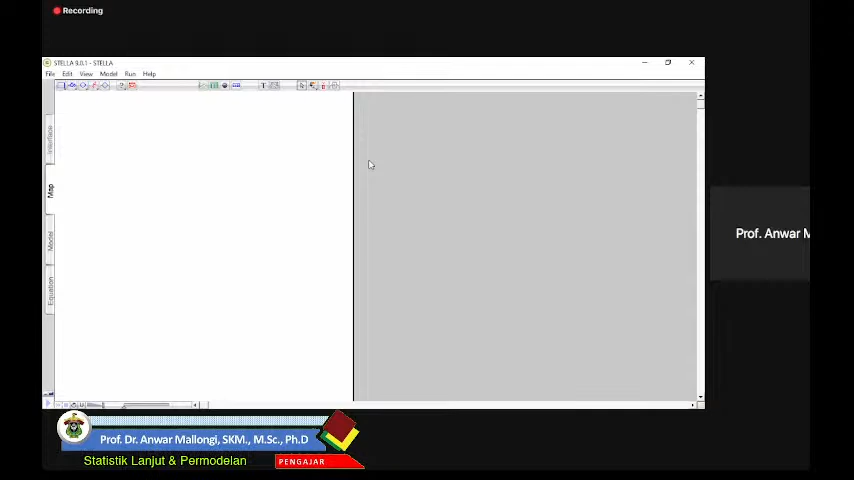 Recording
STELLA 9.0.1 - STELLA
File Edit View Model Run Help
Interface
Map
Model
Equation
Prof. Anwar M
Prof. Dr. Anwar Mallongi, SKM., M.Sc., Ph.D
Statistik Lanjut & Permodelan
PENGAJAR